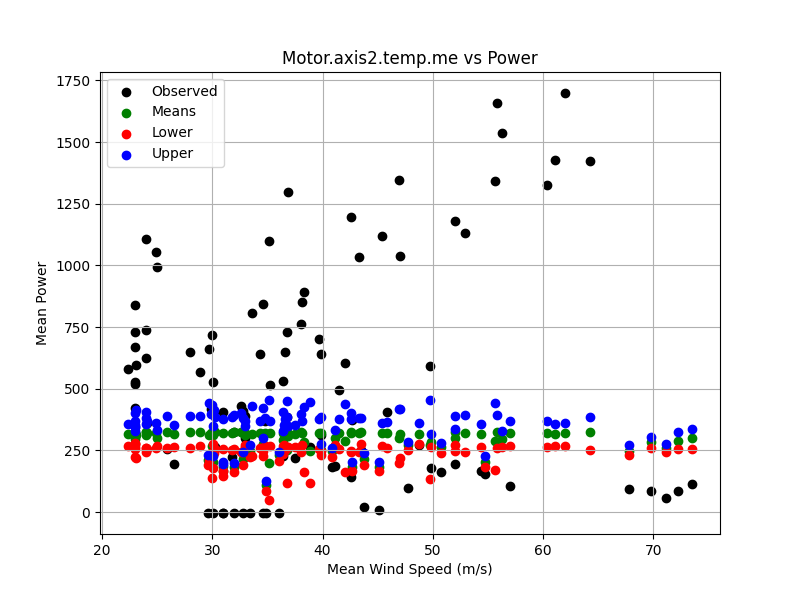 Motor.axis2.temp.me vs Power
Observed
Means
Lower
Upper
1750
1500
1250
1000
750
500
250
0
Mean Power
20
30
40
50
60
70
Mean Wind Speed (m/s)